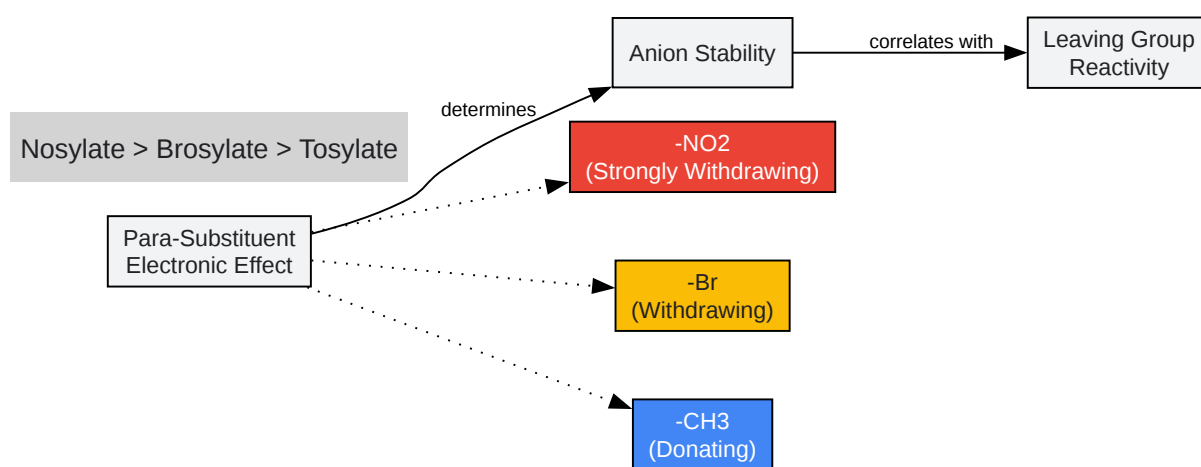 Anion Stability
correlates with
Leaving Group
Reactivity
determines
Nosylate > Brosylate > Tosylate
-NO2
(Strongly Withdrawing)
Para-Substituent
Electronic Effect
-Br
(Withdrawing)
-CH3
(Donating)